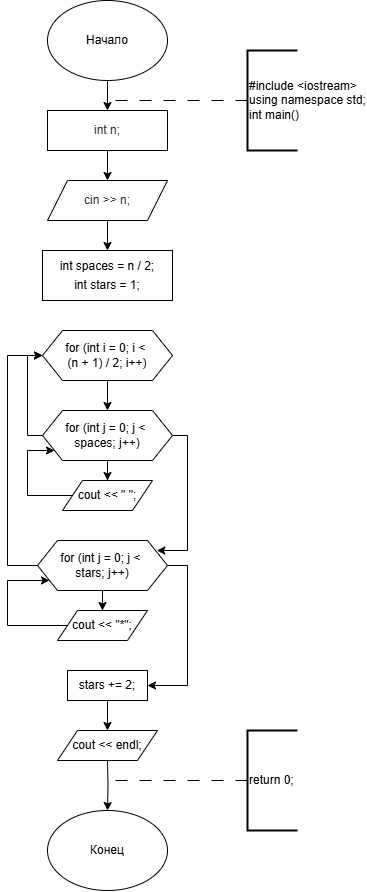 Начало
#include <iostream>
using namespace std;
int main()
int n;
cin >> n;
int spaces = n / 2;
int stars = 1;
for (int i = 0; i <
(n + 1) / 2; i++)
for (int j = 0; j <
spaces; j++)
cout << " ";
for (int j = 0; j <
stars; j++)
cout << "*";
stars += 2;
cout << endl;
return 0;
Конец